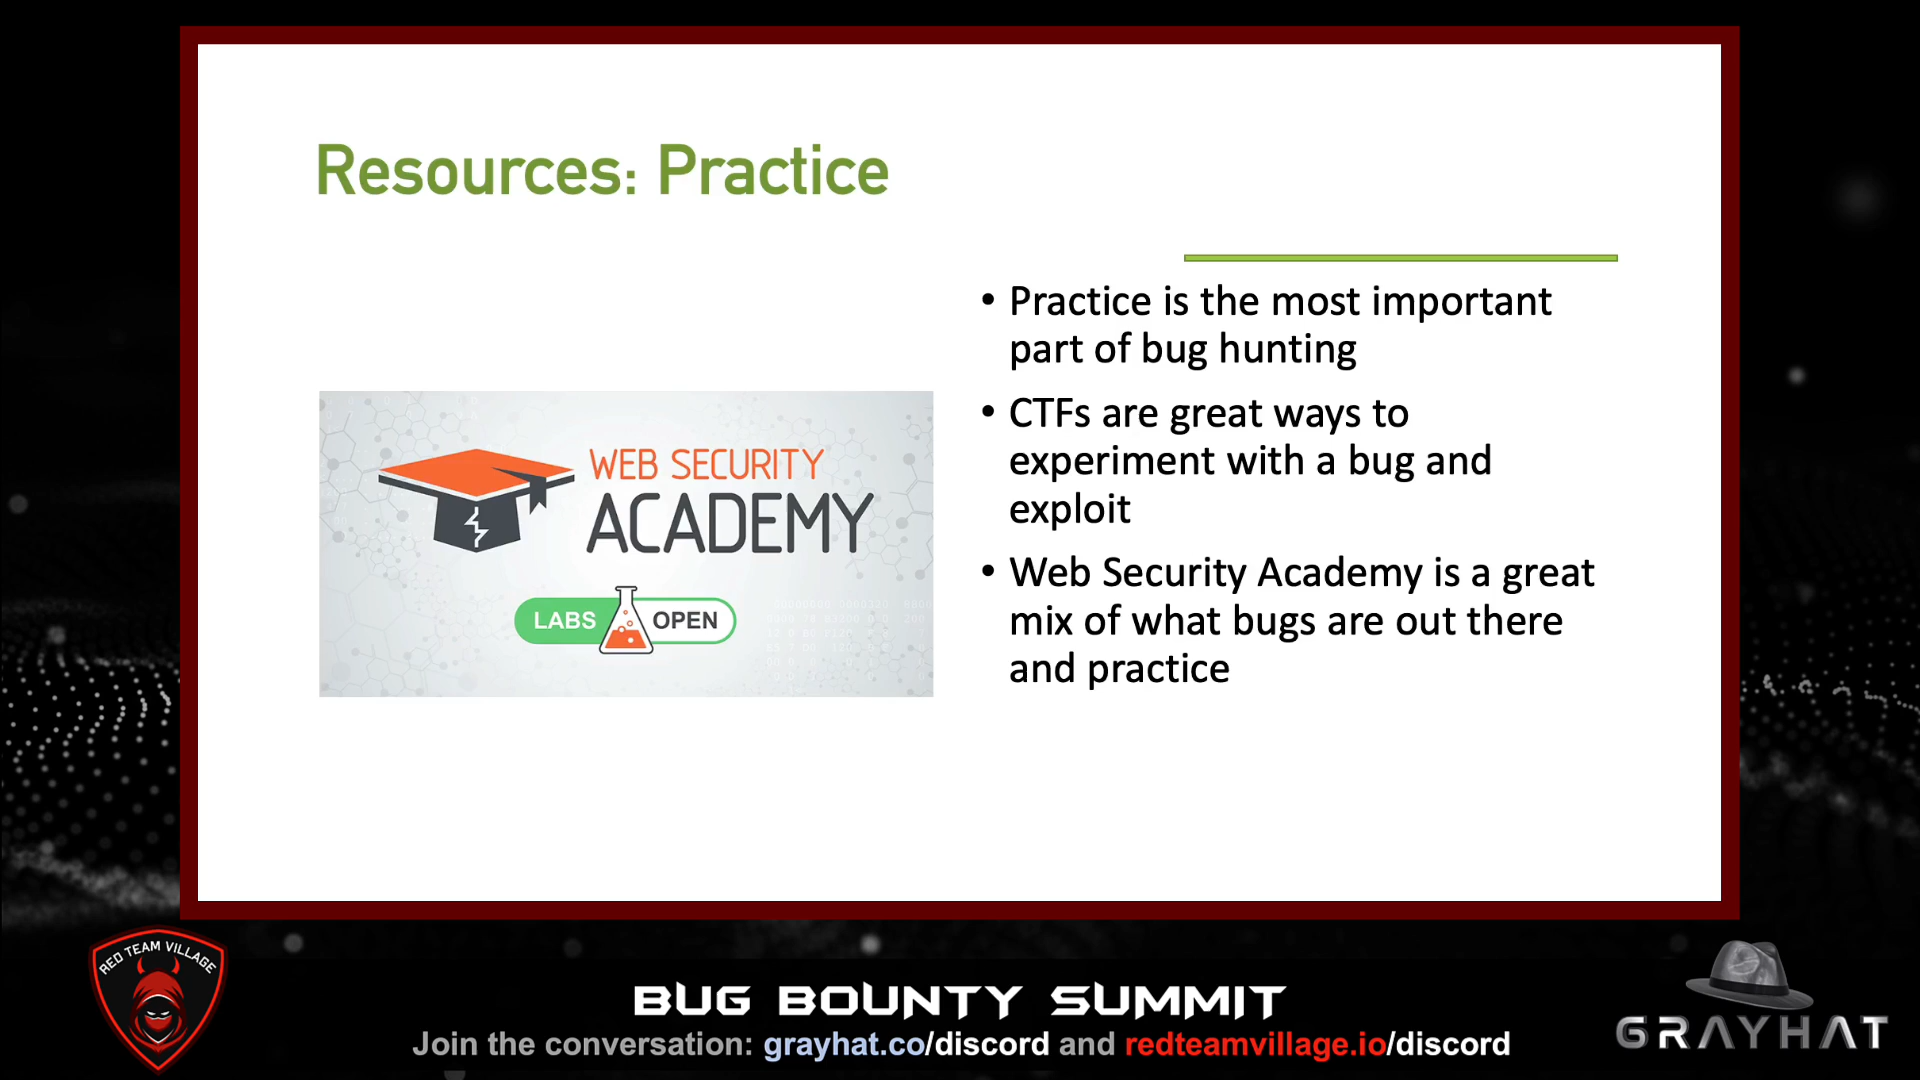 Resources: Practice
• Practice is the most important
part of bug hunting
• CTFs are great ways to
experiment with a bug and
exploit
• Web Security Academy is a great
mix of what bugs are out there
and practice
WEB SECURITY
ACADEMY
LABS OPEN
RED TEAM VILLAGE
BUG BOUNTY SUMMIT
Join the conversation: grayhat.co/discord and redteamvillage.io/discord
GRAYHAT